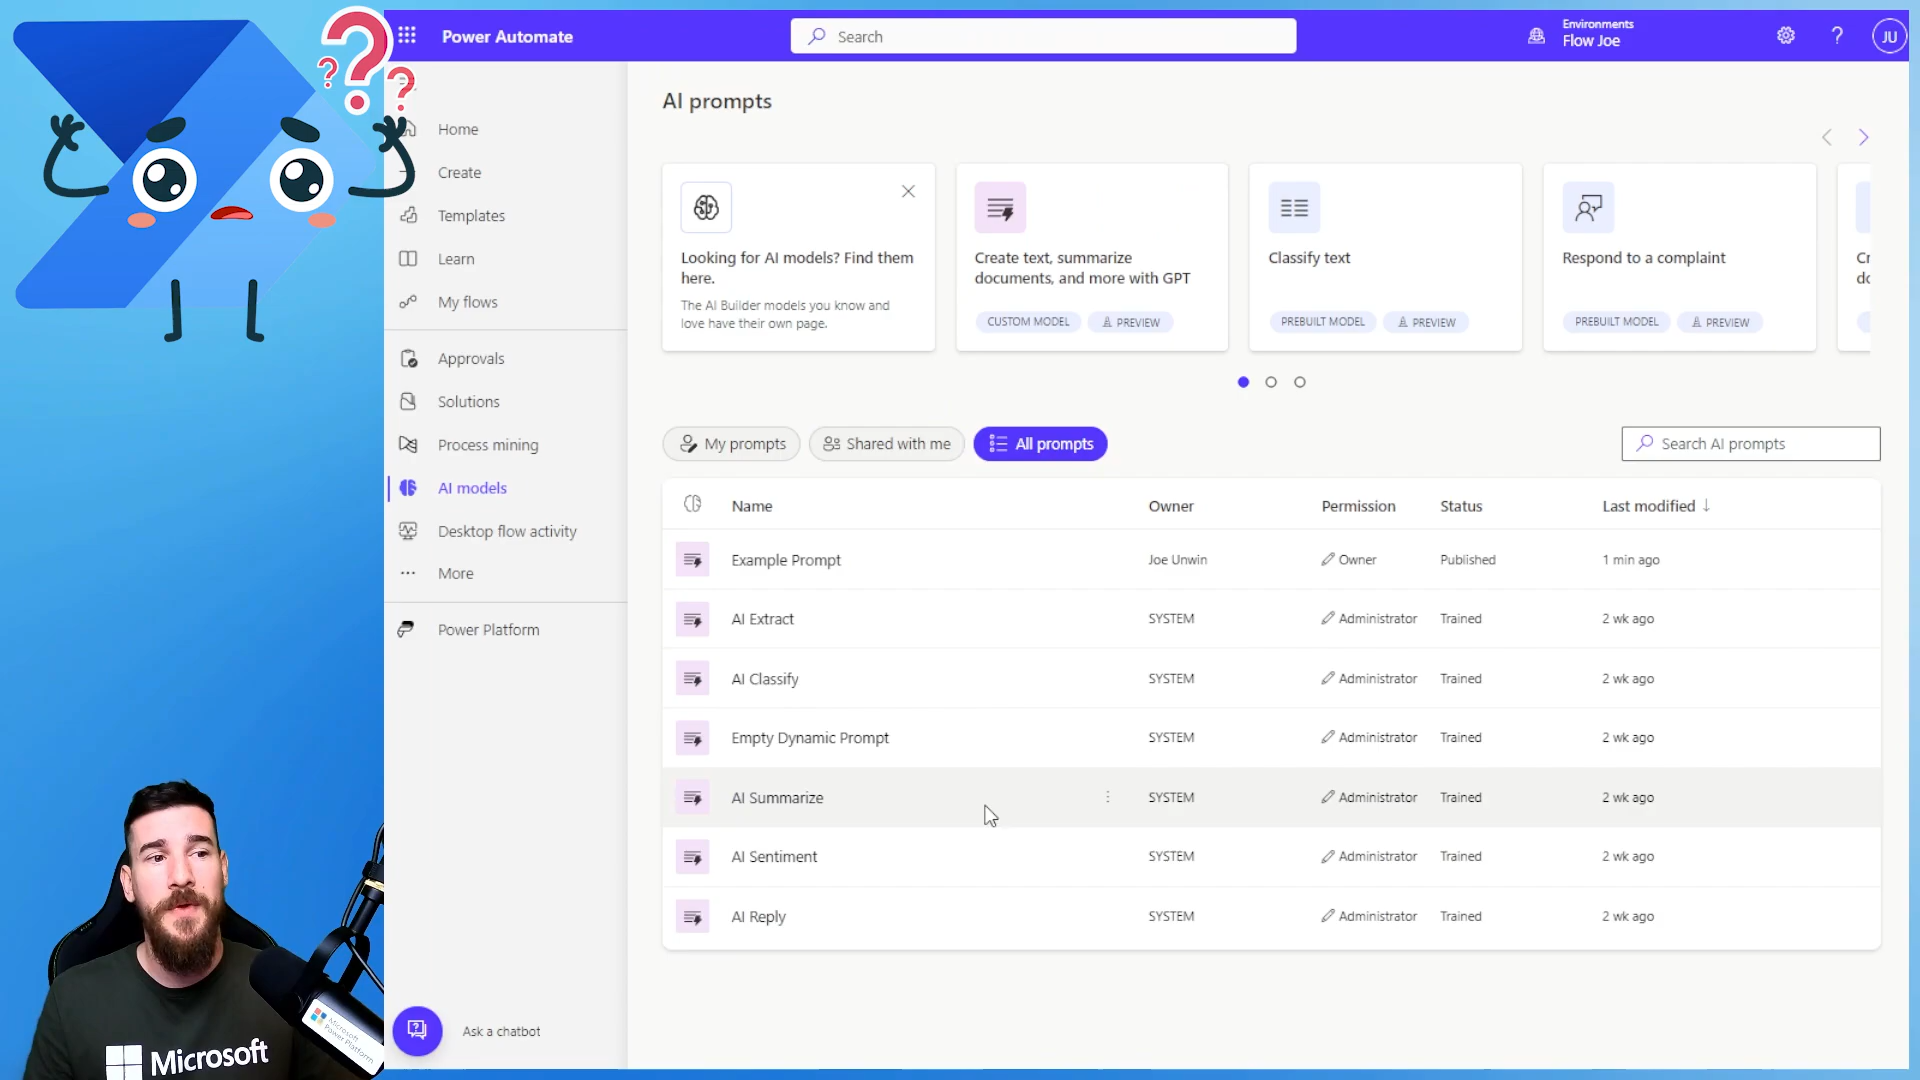 Power Automate
Search
Environments
Flow Joe
JU
Home
Create
Templates
Learn
My flows
Approvals
Solutions
Process mining
AI models
Desktop flow activity
More
Power Platform
Ask a chatbot
AI prompts
Looking for AI models? Find them
here.
The AI Builder models you know and
love have their own page.
Create text, summarize
documents, and more with GPT
CUSTOM MODEL PREVIEW
Classify text
PREBUILT MODEL PREVIEW
Respond to a complaint
PREBUILT MODEL PREVIEW
My prompts Shared with me All prompts
Search AI prompts
Name Owner Permission Status Last modified
Example Prompt Joe Unwin Owner Published 1 min ago
AI Extract SYSTEM Administrator Trained 2 wk ago
AI Classify SYSTEM Administrator Trained 2 wk ago
Empty Dynamic Prompt SYSTEM Administrator Trained 2 wk ago
AI Summarize SYSTEM Administrator Trained 2 wk ago
AI Sentiment SYSTEM Administrator Trained 2 wk ago
AI Reply SYSTEM Administrator Trained 2 wk ago
Microsoft
Power Platform
Microsoft